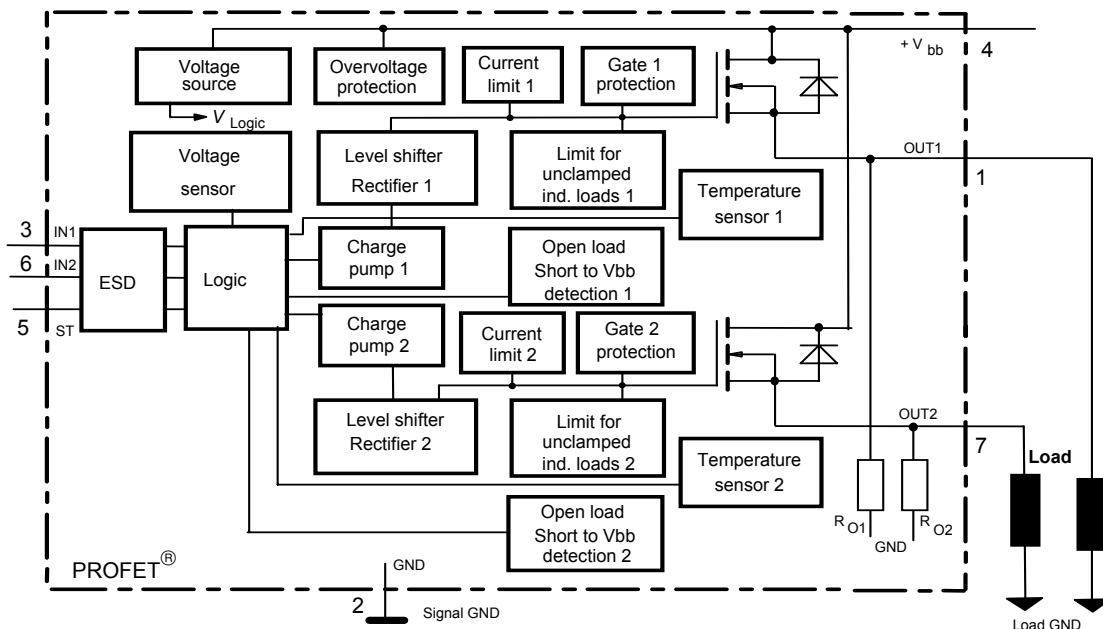 + V bb
4
Voltage
source
Overvoltage
protection
Current
limit 1
Gate 1
protection
V Logic
Voltage
sensor
Level shifter
Rectifier 1
Limit for
unclamped
ind. loads 1
OUT1
1
Temperature
sensor 1
3
IN1
6
IN2
5
ST
ESD
Logic
Charge
pump 1
Open load
Short to Vbb
detection 1
Charge
pump 2
Current
limit 2
Gate 2
protection
Level shifter
Rectifier 2
Limit for
unclamped
ind. loads 2
OUT2
7
Temperature
sensor 2
Load
R O1
GND
R O2
Open load
Short to Vbb
detection 2
PROFET®
GND
2
Signal GND
Load GND